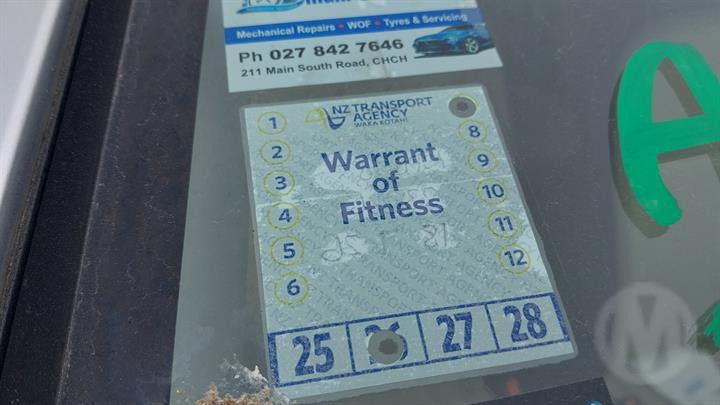 Mechanical Repairs • WOF • Tyres & Servicing
Ph 027 842 7646
211 Main South Road, CHCH
NZ TRANSPORT
AGENCY
WAKA KOTAHI
1
2
3
4
5
6
8
9
10
11
12
Warrant
of
Fitness
25 26 27 28
A
M